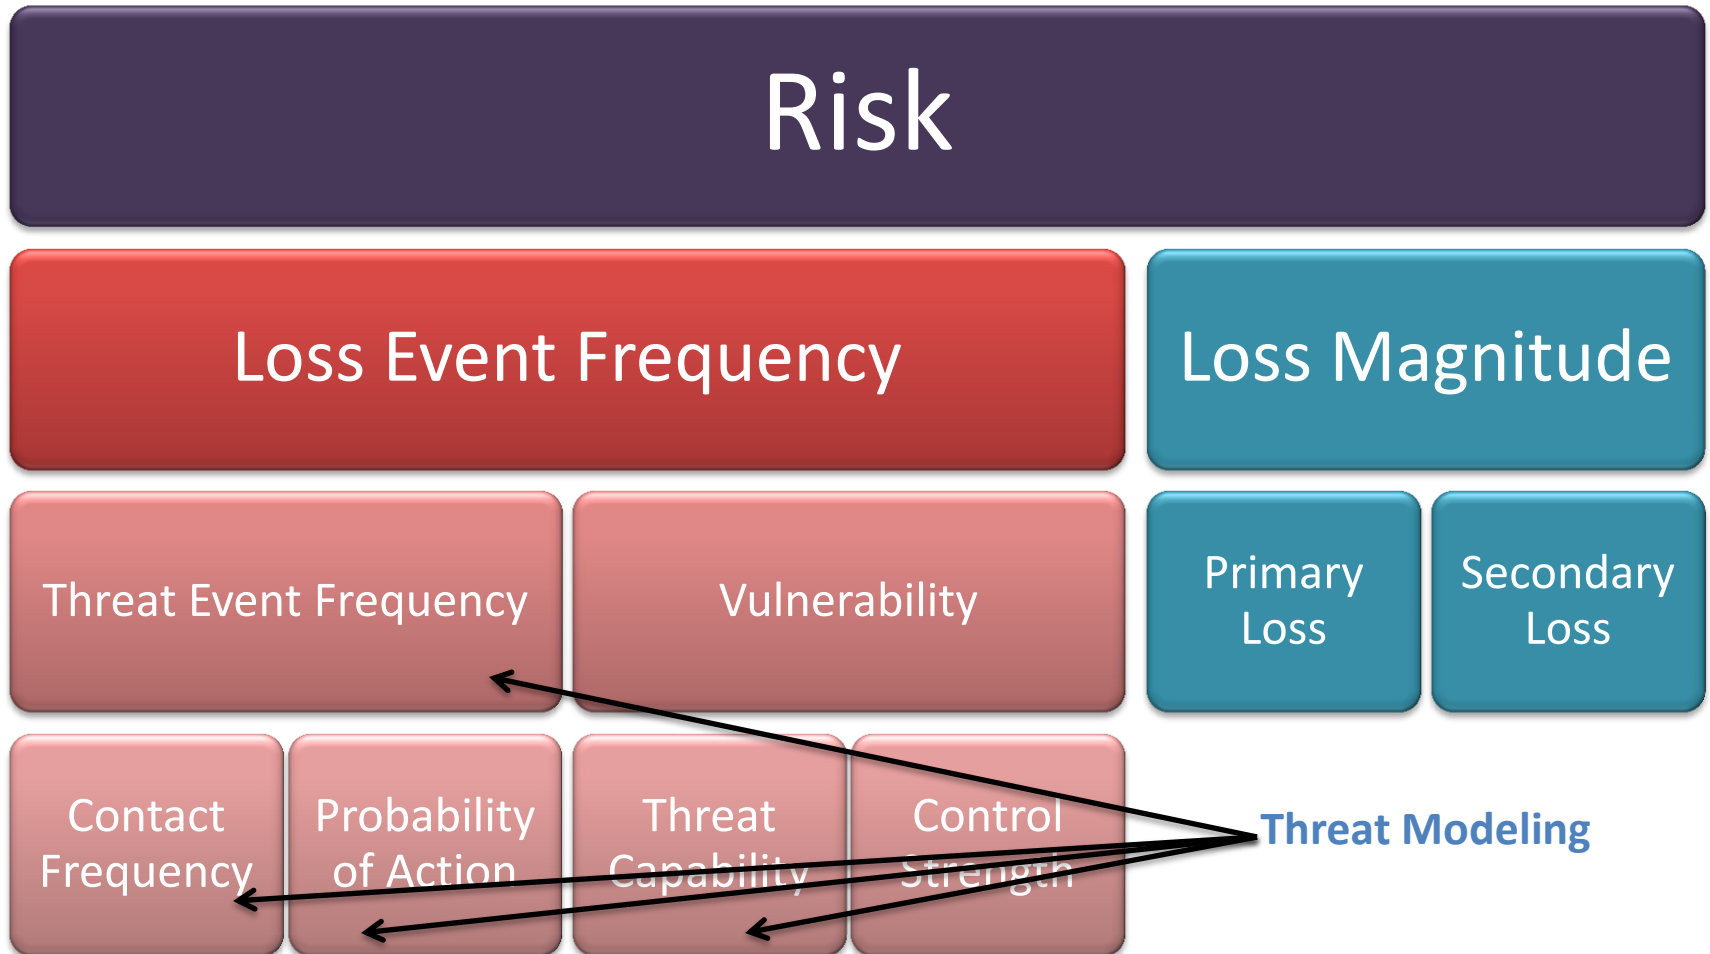 Risk
Loss Event Frequency
Loss Magnitude
Threat Event Frequency
Vulnerability
Primary
Loss
Secondary
Loss
Contact
Frequency
Probability
of Action
Threat
Capability
Control
Strength
Threat Modeling